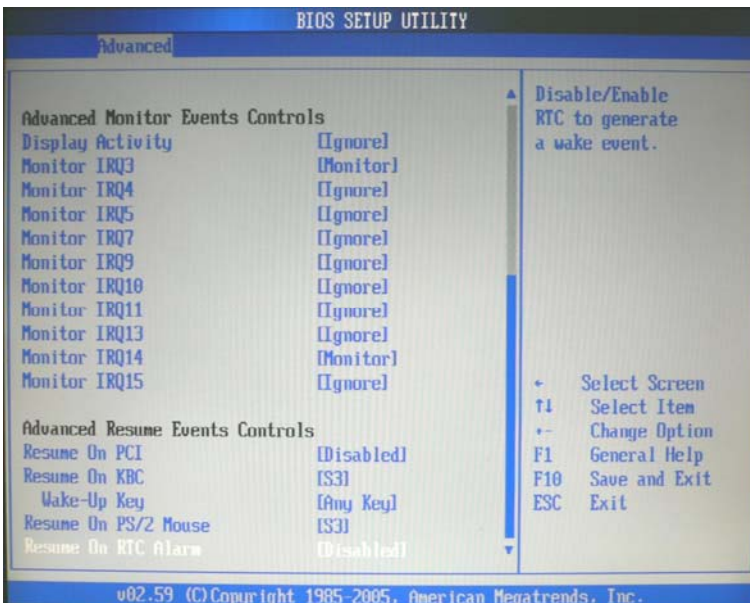 BIOS SETUP UTILITY
Advanced
Advanced Monitor Events Controls
Display Activity [Ignore]
Monitor IRQ3 [Monitor]
Monitor IRQ4 [Ignore]
Monitor IRQ5 [Ignore]
Monitor IRQ7 [Ignore]
Monitor IRQ9 [Ignore]
Monitor IRQ10 [Ignore]
Monitor IRQ11 [Ignore]
Monitor IRQ13 [Ignore]
Monitor IRQ14 [Monitor]
Monitor IRQ15 [Ignore]
Advanced Resume Events Controls
Resume On PCI [Disabled]
Resume On KBC [S3]
Wake-Up Key [Any Key]
Resume On PS/2 Mouse [S3]
Resume On RTC Alarm [Disabled]
Disable/Enable
RTC to generate
a wake event.
← Select Screen
↑↓ Select Item
+- Change Option
F1 General Help
F10 Save and Exit
ESC Exit
v02.59 (C)Copyright 1985-2005, American Megatrends, Inc.